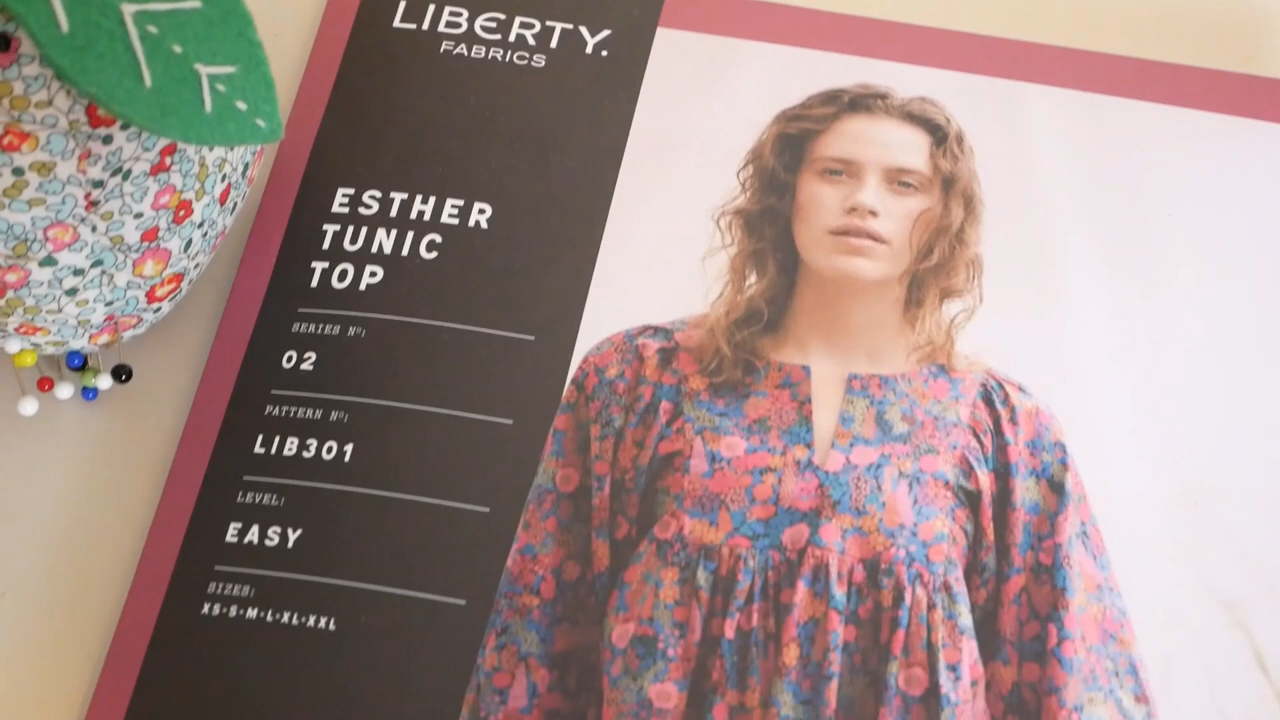 LIBERTY.
FABRICS
ESTHER
TUNIC
TOP
SERIES Nº:
02
PATTERN Nº:
LIB301
LEVEL:
EASY
SIZES:
XS-S-M-L-XL-XXL